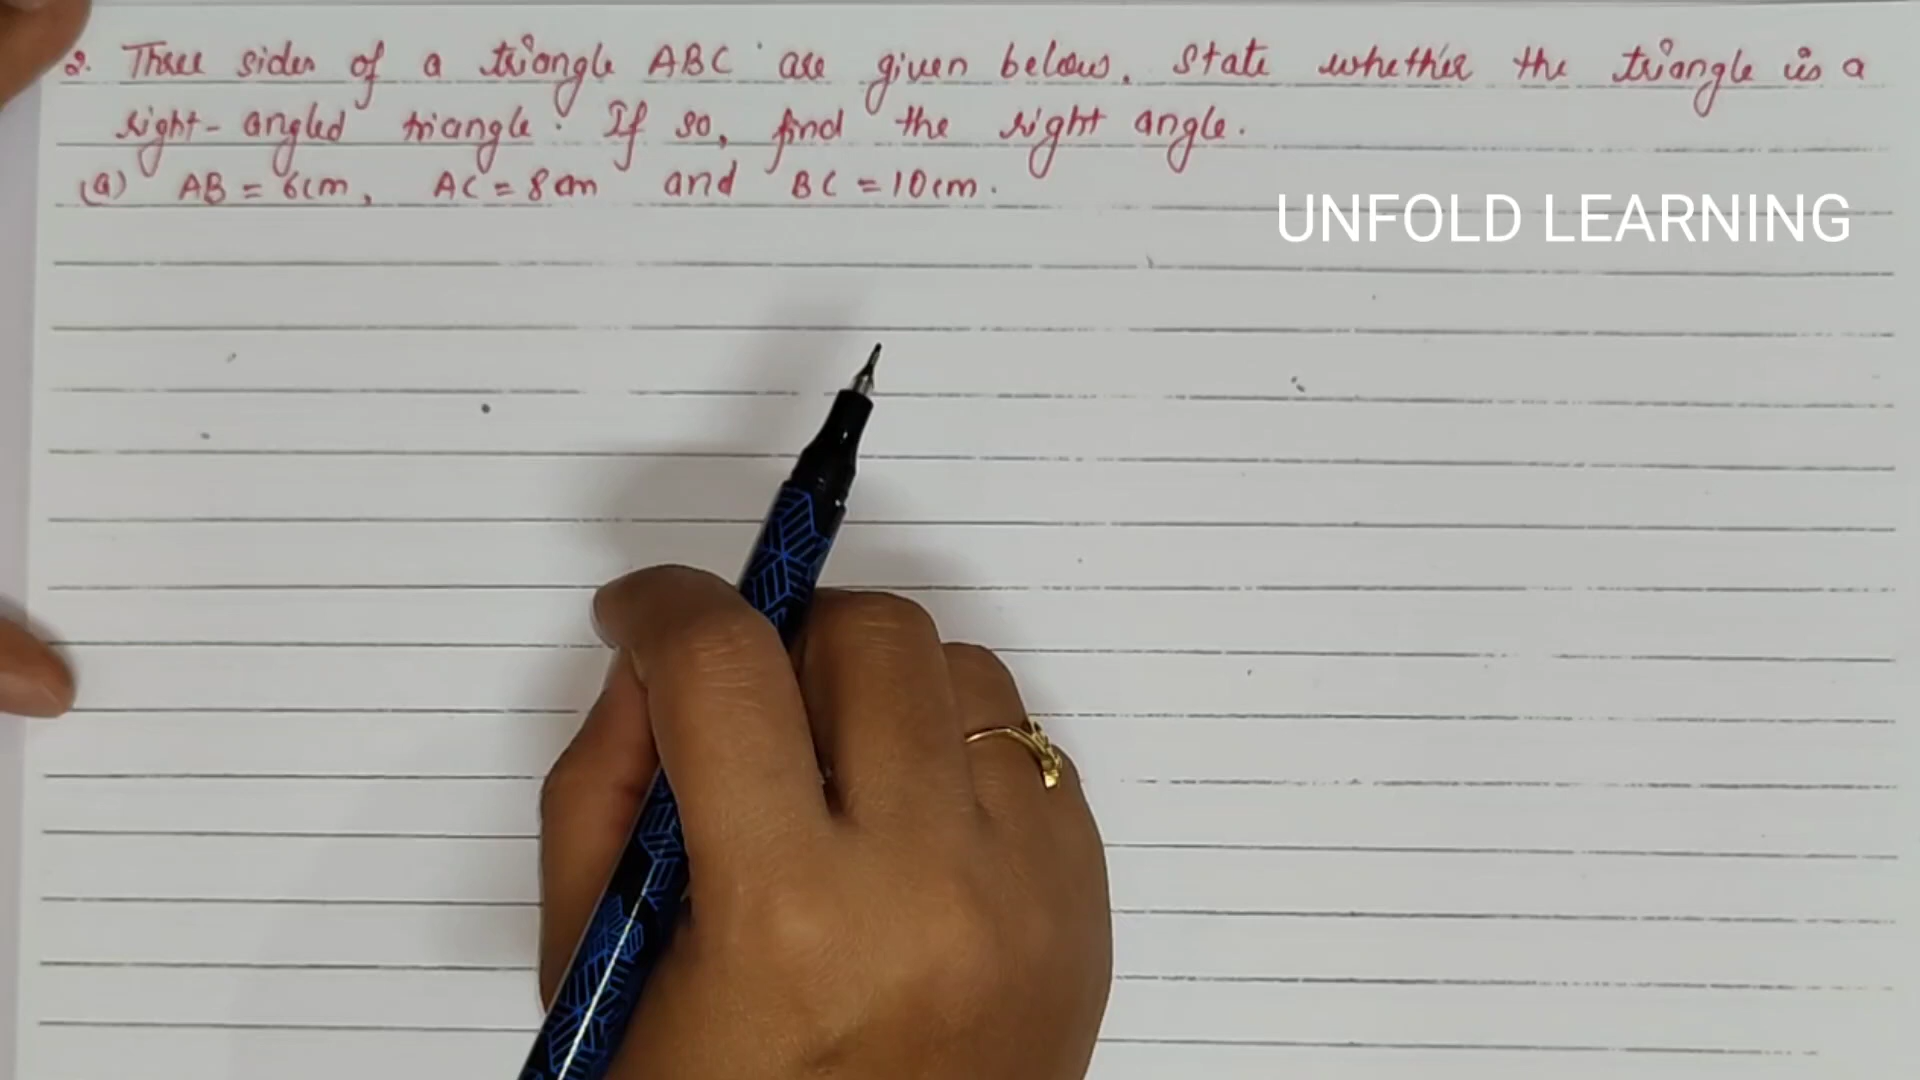 2. Three sides of a triangle ABC are given below. State whether the triangle is a
right-angled triangle. If so, find the right angle.
(a) AB = 6cm, AC = 8cm and BC = 10cm.
UNFOLD LEARNING